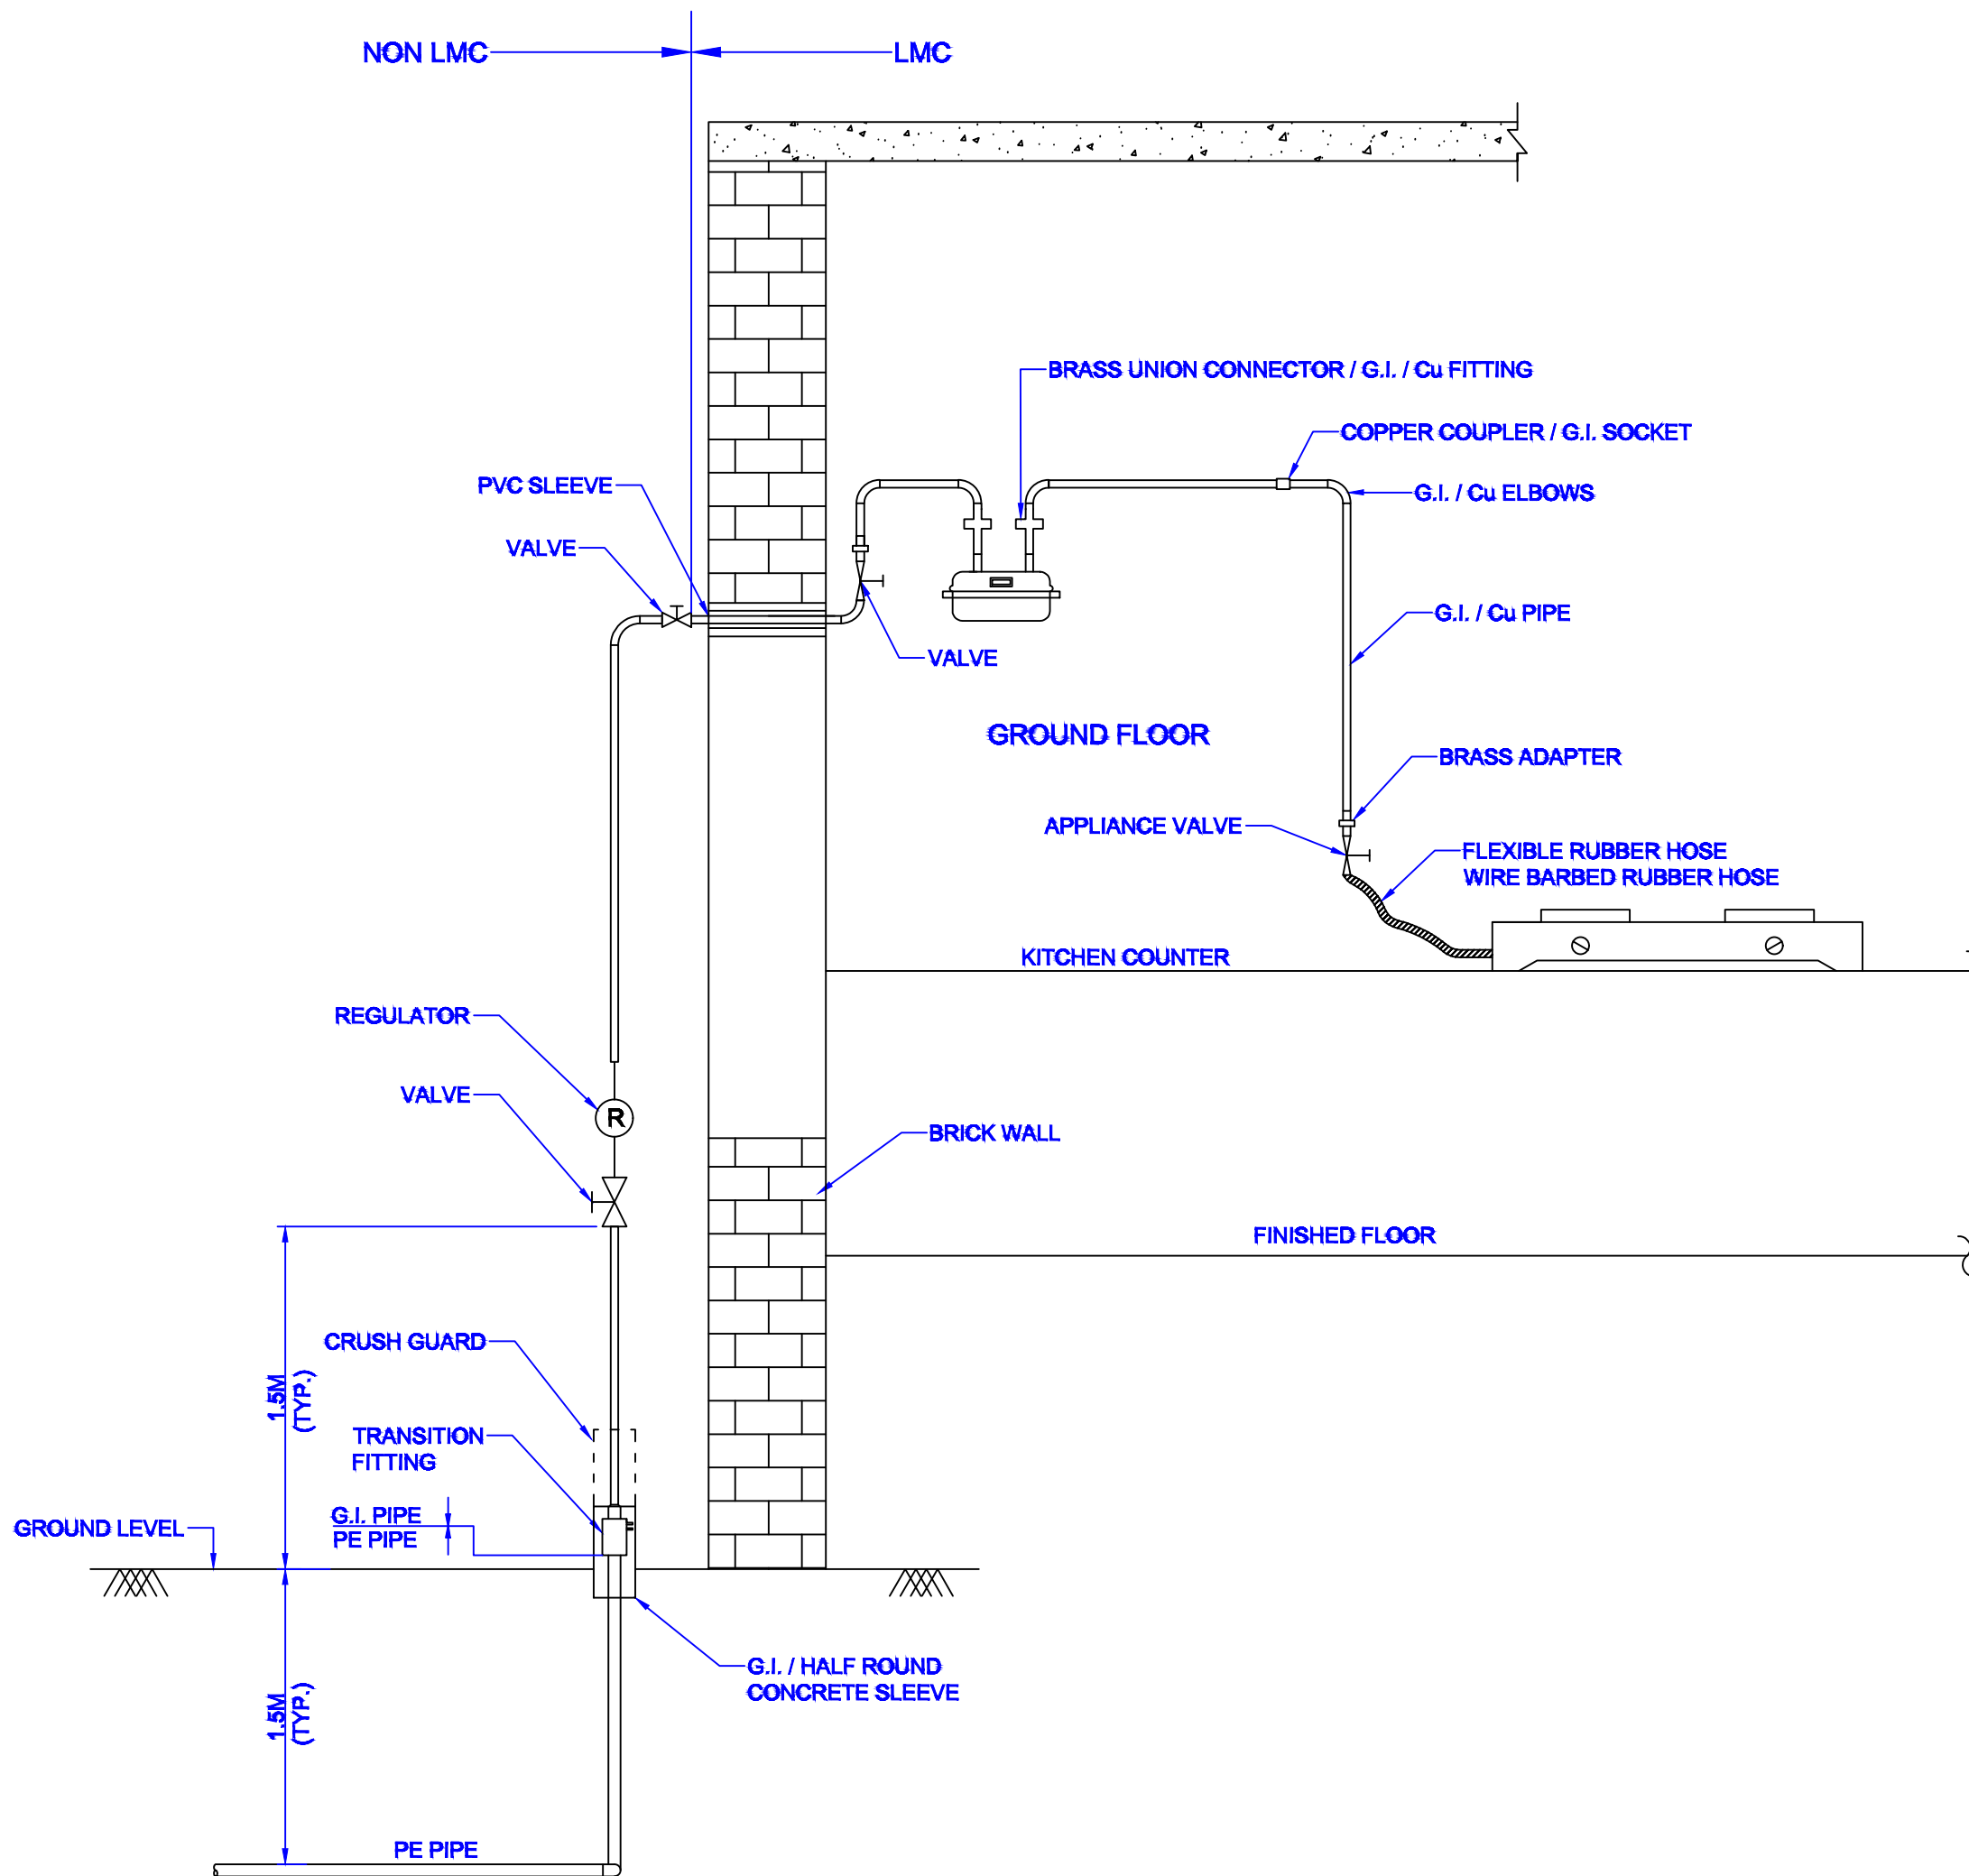 NON LMC
LMC
BRASS UNION CONNECTOR / G.I. / Cu FITTING
COPPER COUPLER / G.I. SOCKET
PVC SLEEVE
G.I. / Cu ELBOWS
VALVE
G.I. / Cu PIPE
VALVE
GROUND FLOOR
BRASS ADAPTER
APPLIANCE VALVE
FLEXIBLE RUBBER HOSE
WIRE BARBED RUBBER HOSE
KITCHEN COUNTER
REGULATOR
VALVE
R
BRICK WALL
FINISHED FLOOR
CRUSH GUARD
1.5M
(TYP.)
TRANSITION
FITTING
G.I. PIPE
PE PIPE
GROUND LEVEL
G.I. / HALF ROUND
CONCRETE SLEEVE
1.5M
(TYP.)
PE PIPE